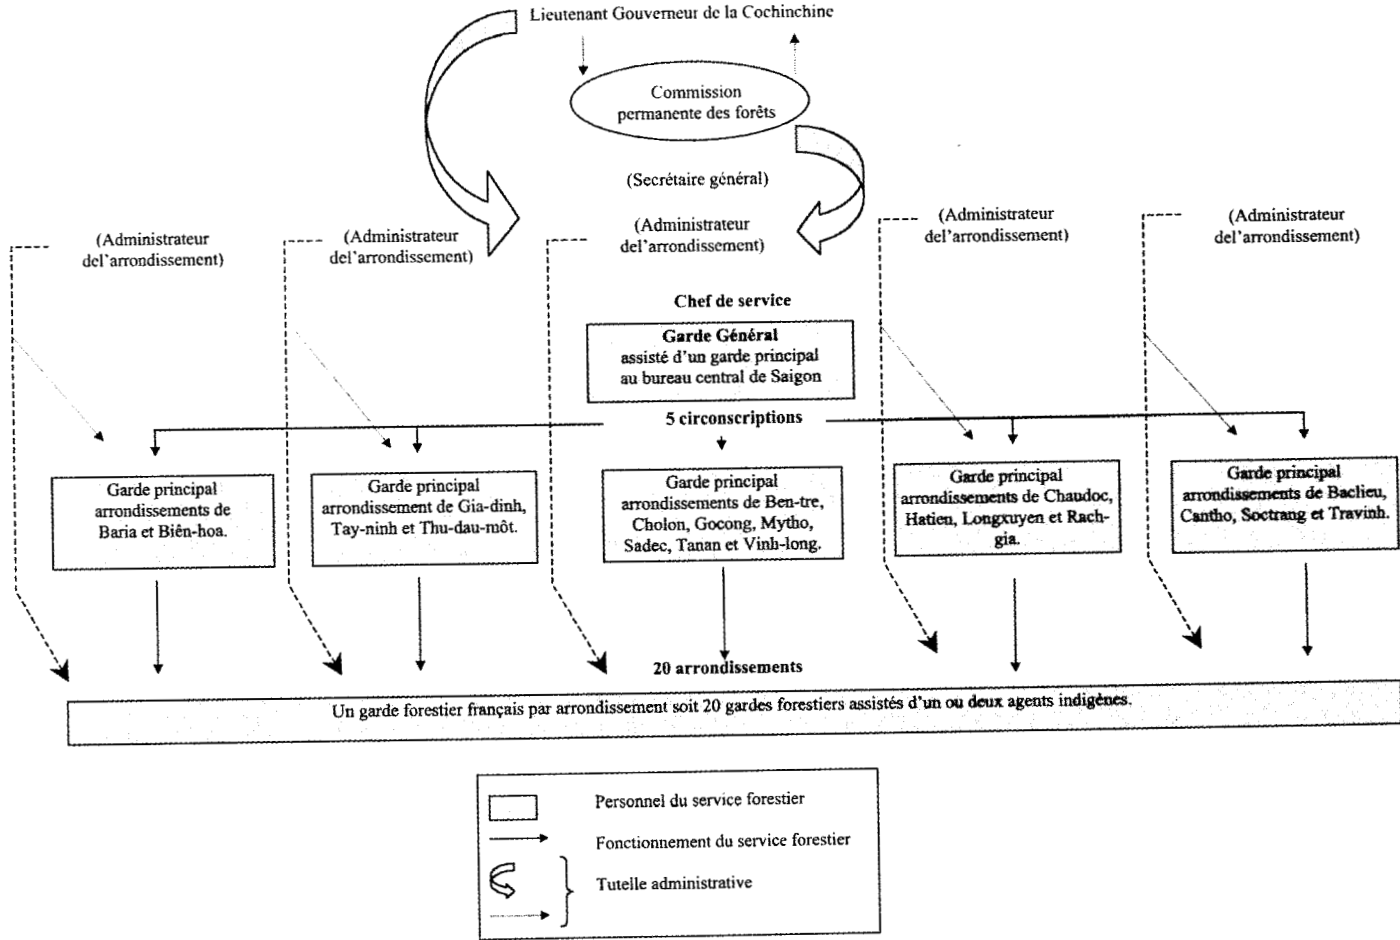 Lieutenant Gouverneur de la Cochinchine
Commission
permanente des forêts
(Secrétaire général)
(Administrateur
del'arrondissement)
(Administrateur
del'arrondissement)
(Administrateur
del'arrondissement)
(Administrateur
del'arrondissement)
(Administrateur
del'arrondissement)
Chef de service
Garde Général
assisté d'un garde principal
au bureau central de Saigon
5 circonscriptions
Garde principal
arrondissements de
Baria et Biên-hoa.
Garde principal
arrondissement de Gia-dinh,
Tay-ninh et Thu-dau-môt.
Garde principal
arrondissements de Ben-tre,
Cholon, Gocong, Mytho,
Sadec, Tanan et Vinh-long.
Garde principal
arrondissements de Chaudoc,
Hatien, Longxuyen et Rach-
gia.
Garde principal
arrondissements de Baclieu,
Cantho, Soctrang et Travinh.
20 arrondissements
Un garde forestier français par arrondissement soit 20 gardes forestiers assistés d'un ou deux agents indigènes.
Personnel du service forestier
Fonctionnement du service forestier
Tutelle administrative